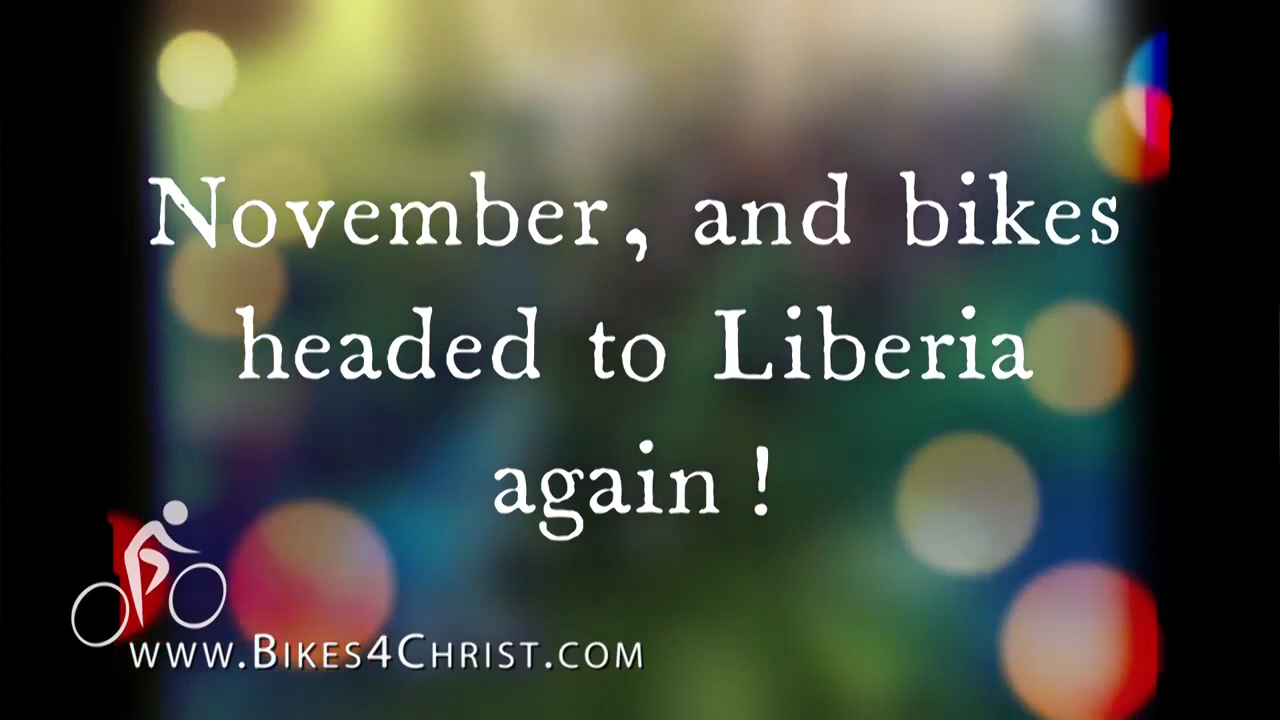 November, and bikes
headed to Liberia
again !
www.Bikes4Christ.com